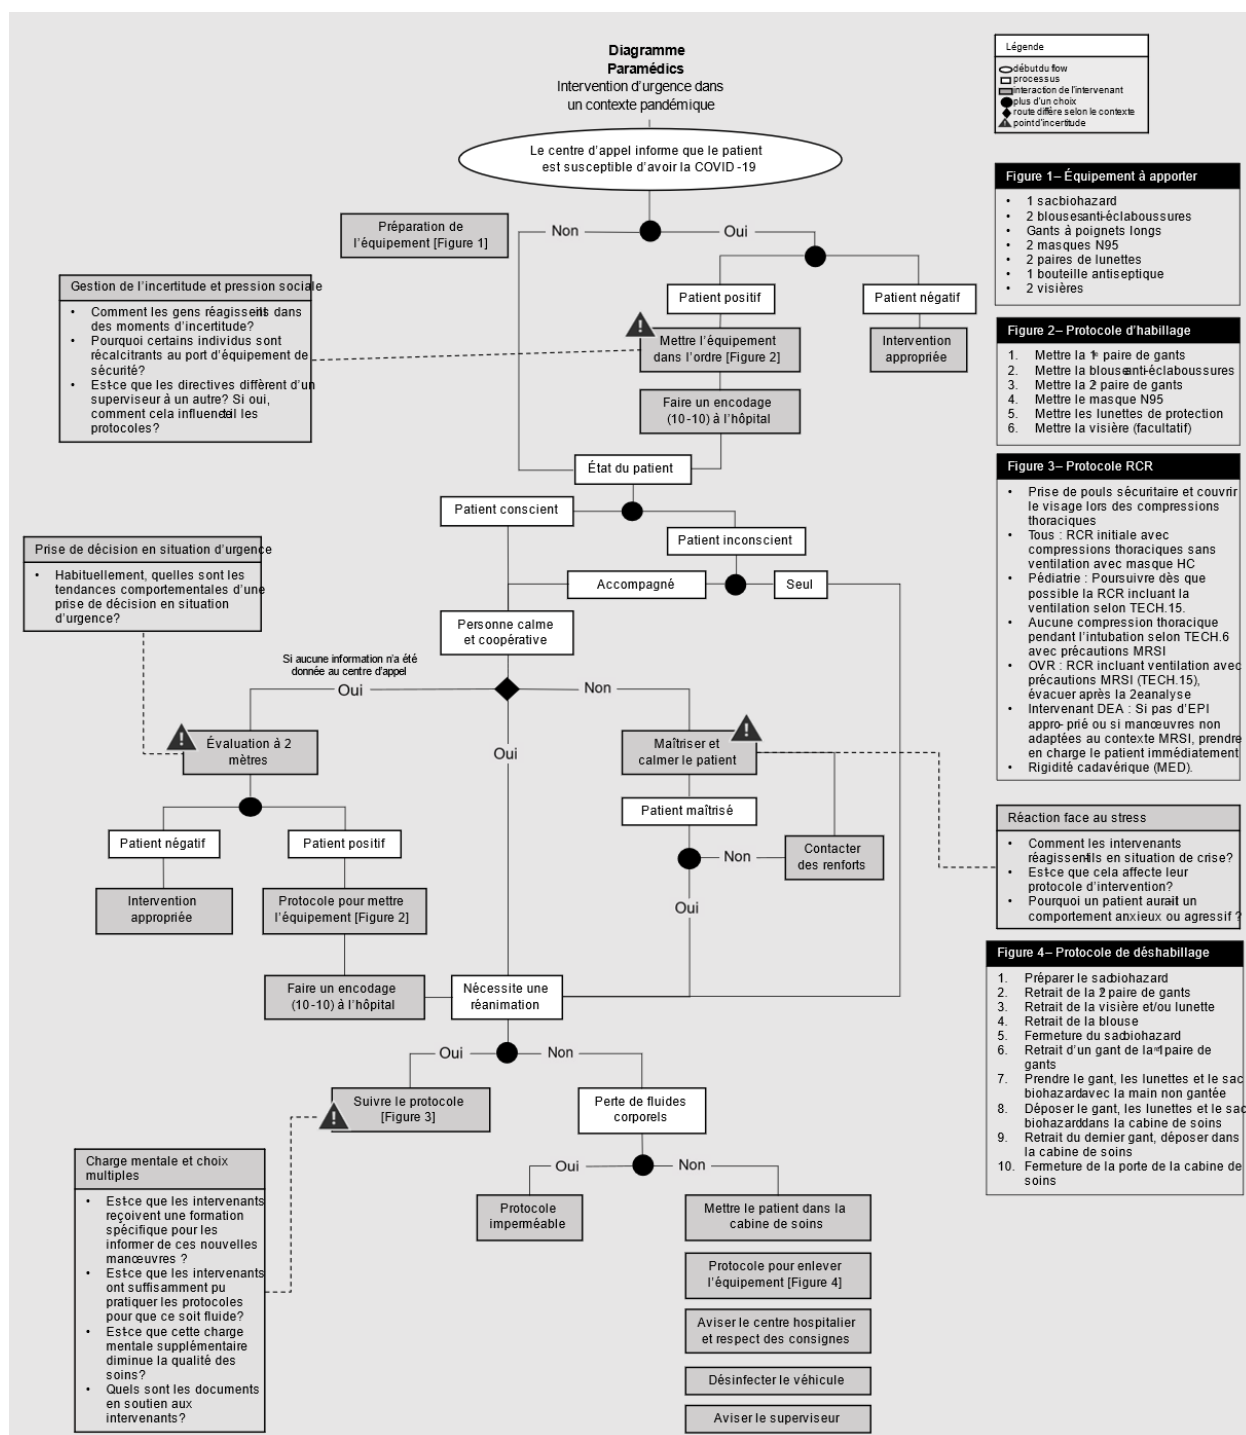 Diagramme
Paramédics
Intervention d'urgence dans
un contexte pandémique
Légende
début du flow
processus
interaction de l'intervenant
plus d'un choix
route diffère selon le contexte
point d'incertitude
Le centre d'appel informe que le patient
est susceptible d'avoir la COVID-19
Préparation de
l'équipement [Figure 1]
Non
Oui
Patient positif
Patient négatif
Mettre l'équipement
dans l'ordre [Figure 2]
Intervention
appropriée
Faire un encodage
(10-10) à l'hôpital
Gestion de l'incertitude et pression sociale
• Comment les gens réagissent-ils dans
des moments d'incertitude?
• Pourquoi certains individus sont
récalcitrants au port d'équipement de
sécurité?
• Est-ce que les directives diffèrent d'un
superviseur à un autre? Si oui,
comment cela influence-t-il les
protocoles?
État du patient
Patient conscient
Patient inconscient
Accompagné
Seul
Personne calme
et coopérative
Prise de décision en situation d'urgence
• Habituellement, quelles sont les
tendances comportementales d'une
prise de décision en situation
d'urgence?
Si aucune information n'a été
donnée au centre d'appel
Oui
Non
Oui
Évaluation à 2
mètres
Maîtriser et
calmer le patient
Patient maîtrisé
Patient négatif
Patient positif
Non
Contacter
des renforts
Oui
Intervention
appropriée
Protocole pour mettre
l'équipement [Figure 2]
Faire un encodage
(10-10) à l'hôpital
Nécessite une
réanimation
Oui
Non
Suivre le protocole
[Figure 3]
Perte de fluides
corporels
Oui
Non
Protocole
imperméable
Mettre le patient dans la
cabine de soins
Protocole pour enlever
l'équipement [Figure 4]
Aviser le centre hospitalier
et respect des consignes
Désinfecter le véhicule
Aviser le superviseur
Charge mentale et choix
multiples
• Est-ce que les intervenants
reçoivent une formation
spécifique pour les
informer de ces nouvelles
manœuvres ?
• Est-ce que les intervenants
ont suffisamment pu
pratiquer les protocoles
pour que ce soit fluide?
• Est-ce que cette charge
mentale supplémentaire
diminue la qualité des
soins?
• Quels sont les documents
en soutien aux
intervenants?
Figure 1– Équipement à apporter
• 1 sac biohazard
• 2 blouses anti-éclaboussures
• Gants à poignets longs
• 2 masques N95
• 2 paires de lunettes
• 1 bouteille antiseptique
• 2 visières
Figure 2– Protocole d'habillage
1. Mettre la 1re paire de gants
2. Mettre la blouse anti-éclaboussures
3. Mettre la 2e paire de gants
4. Mettre le masque N95
5. Mettre les lunettes de protection
6. Mettre la visière (facultatif)
Figure 3– Protocole RCR
• Prise de pouls sécuritaire et couvrir
le visage lors des compressions
thoraciques
• Tous : RCR initiale avec
compressions thoraciques sans
ventilation avec masque HC
• Pédiatrie : Poursuivre dès que
possible la RCR incluant la
ventilation selon TECH.15.
• Aucune compression thoracique
pendant l'intubation selon TECH.6
avec précautions MRSI
• OVR : RCR incluant ventilation avec
précautions MRSI (TECH.15),
évacuer après la 2e analyse
• Intervenant DEA : Si pas d'EPI
appro- prié ou si manœuvres non
adaptées au contexte MRSI, prendre
en charge le patient immédiatement
• Rigidité cadavérique (MED).
Réaction face au stress
• Comment les intervenants
réagissent-ils en situation de crise?
• Est-ce que cela affecte leur
protocole d'intervention?
• Pourquoi un patient aurait un
comportement anxieux ou agressif ?
Figure 4– Protocole de déshabillage
1. Préparer le sac biohazard
2. Retrait de la 2e paire de gants
3. Retrait de la visière et/ou lunette
4. Retrait de la blouse
5. Fermeture du sac biohazard
6. Retrait d'un gant de la 1re paire de
gants
7. Prendre le gant, les lunettes et le sac
biohazard avec la main non gantée
8. Déposer le gant, les lunettes et le sac
biohazard dans la cabine de soins
9. Retrait du dernier gant, déposer dans
la cabine de soins
10. Fermeture de la porte de la cabine de
soins